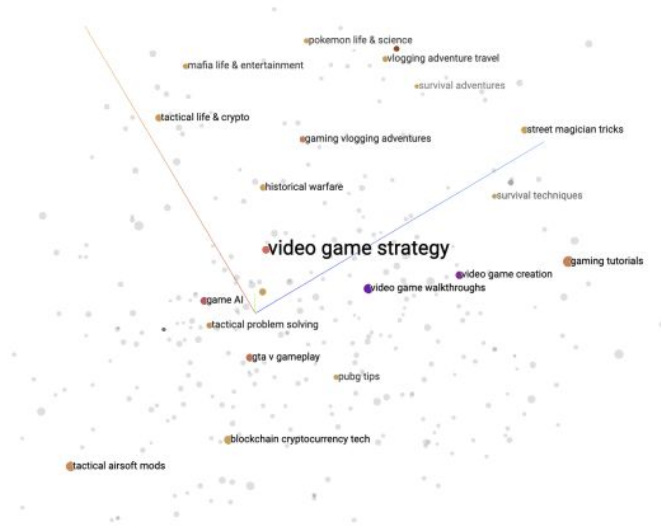 pokemon life & science
vlogging adventure travel
mafia life & entertainment
survival adventures
tactical life & crypto
street magician tricks
gaming vlogging adventures
historical warfare
survival techniques
video game strategy
gaming tutorials
video game creation
video game walkthroughs
game AI
tactical problem solving
gta v gameplay
pubg tips
blockchain cryptocurrency tech
tactical airsoft mods